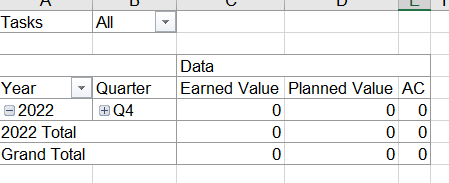 A B C D E
Tasks All
Data
Year Quarter Earned Value Planned Value AC
2022 Q4 0 0 0
2022 Total 0 0 0
Grand Total 0 0 0